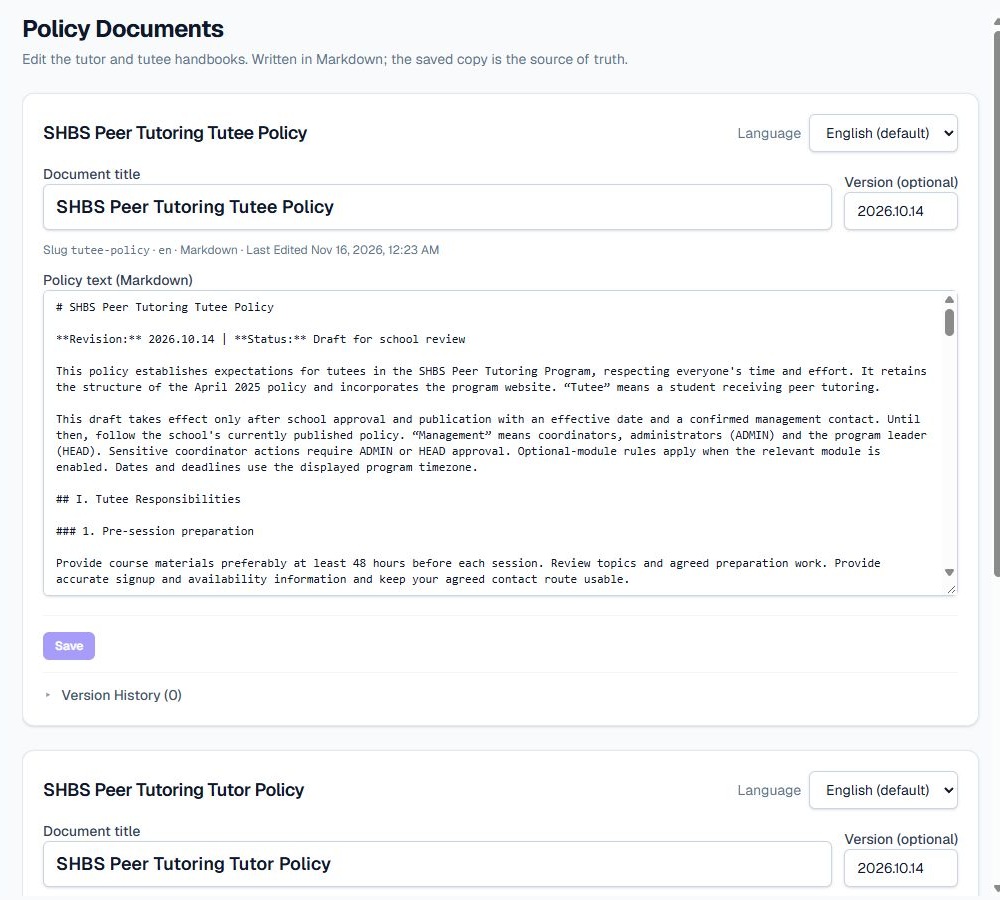 Policy Documents
Edit the tutor and tutee handbooks. Written in Markdown; the saved copy is the source of truth.
SHBS Peer Tutoring Tutee Policy
Language
English (default)
Document title
Version (optional)
SHBS Peer Tutoring Tutee Policy
2026.10.14
Slug tutee-policy · en · Markdown · Last Edited Nov 16, 2026, 12:23 AM
Policy text (Markdown)
# SHBS Peer Tutoring Tutee Policy
**Revision:** 2026.10.14 | **Status:** Draft for school review
This policy establishes expectations for tutees in the SHBS Peer Tutoring Program, respecting everyone's time and effort. It retains
the structure of the April 2025 policy and incorporates the program website. “Tutee” means a student receiving peer tutoring.
This draft takes effect only after school approval and publication with an effective date and a confirmed management contact. Until
then, follow the school's currently published policy. “Management” means coordinators, administrators (ADMIN) and the program leader
(HEAD). Sensitive coordinator actions require ADMIN or HEAD approval. Optional-module rules apply when the relevant module is
enabled. Dates and deadlines use the displayed program timezone.
## I. Tutee Responsibilities
### 1. Pre-session preparation
Provide course materials preferably at least 48 hours before each session. Review topics and agreed preparation work. Provide
accurate signup and availability information and keep your agreed contact route usable.
Save
Version History (0)
SHBS Peer Tutoring Tutor Policy
Language
English (default)
Document title
Version (optional)
SHBS Peer Tutoring Tutor Policy
2026.10.14